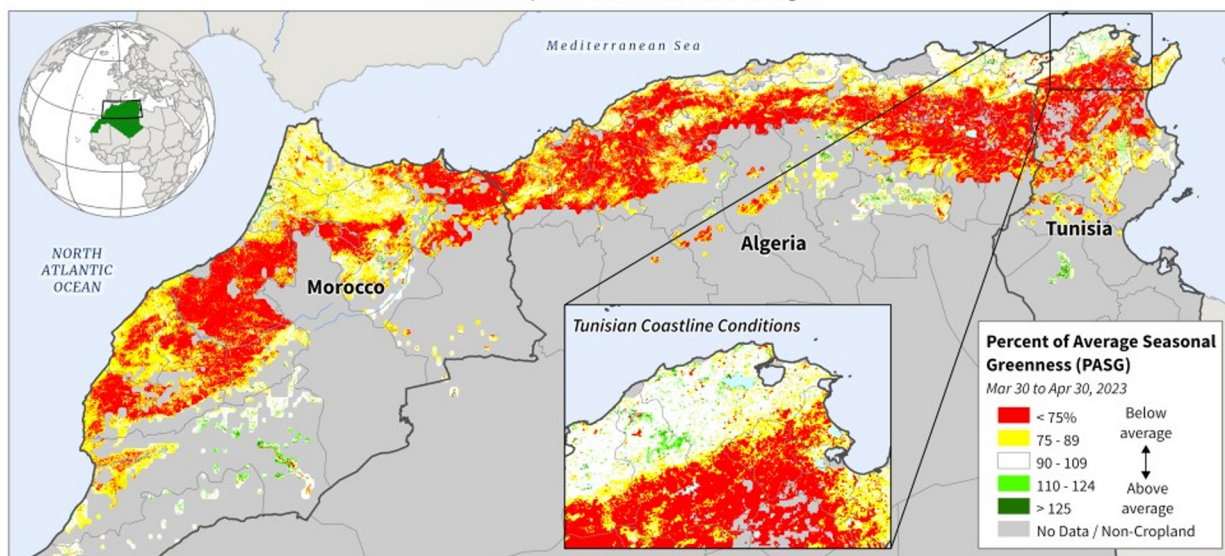 Mediterranean Sea
NORTH
ATLANTIC
OCEAN
Morocco
Algeria
Tunisia
Tunisian Coastline Conditions
Percent of Average Seasonal
Greenness (PASG)
Mar 30 to Apr 30, 2023
< 75%
75 - 89
90 - 109
110 - 124
> 125
No Data / Non-Cropland
Below
average
Above
average